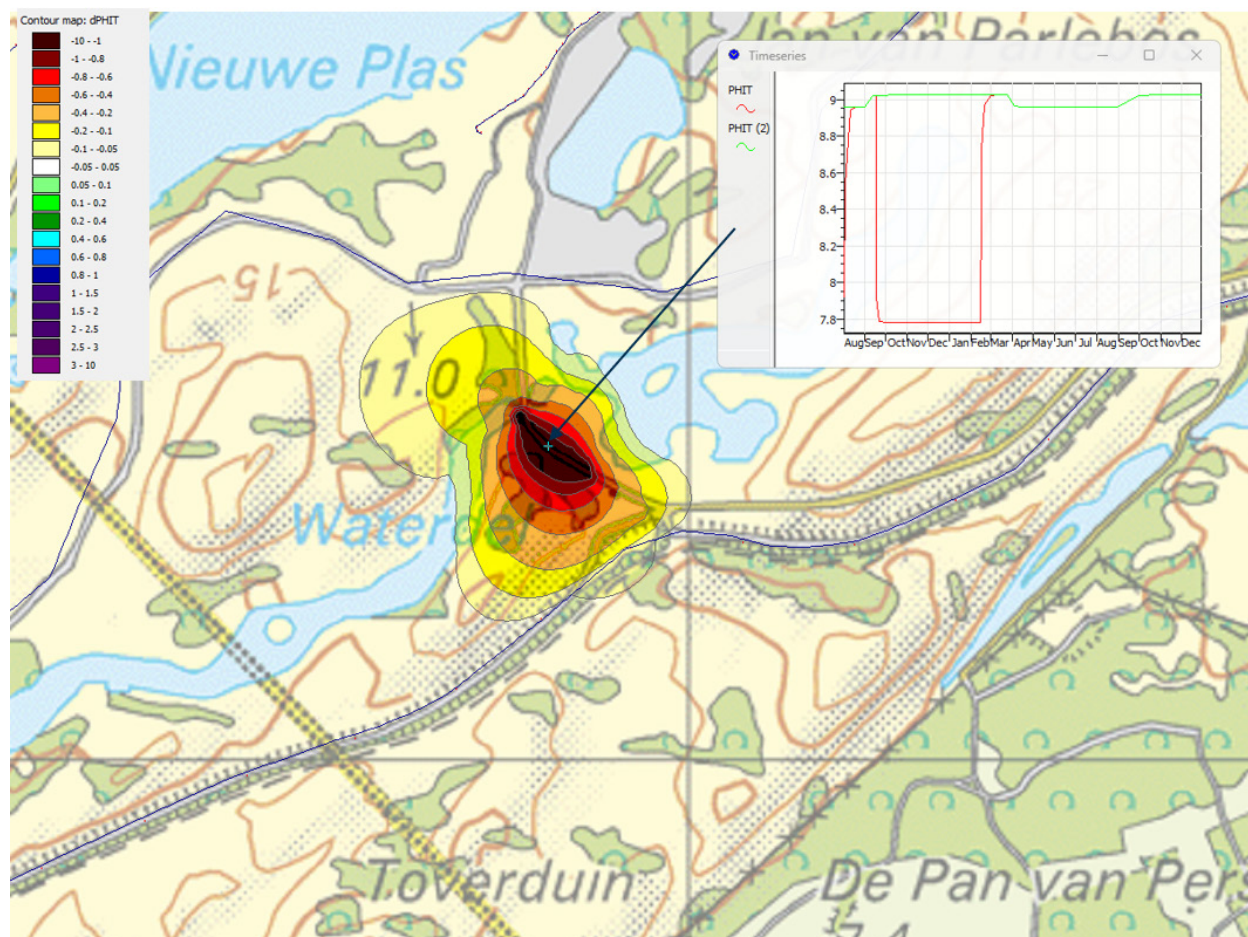 Contour map: dPHIT
-10 - -1
-1 - -0.8
-0.8 - -0.6
-0.6 - -0.4
-0.4 - -0.2
-0.2 - -0.1
-0.1 - -0.05
-0.05 - 0.05
0.05 - 0.1
0.1 - 0.2
0.2 - 0.4
0.4 - 0.6
0.6 - 0.8
0.8 - 1
1 - 1.5
1.5 - 2
2 - 2.5
2.5 - 3
3 - 10
Nieuwe Plas
Jan van Parlebos
Timeseries
PHIT
PHIT (2)
9
8.8
8.6
8.4
8.2
8
7.8
Aug Sep Oct Nov Dec Jan Feb Mar Apr May Jun Jul Aug Sep Oct Nov Dec
15
11.0
Waterdel
Toverduin
De Pan van Pers
7.4